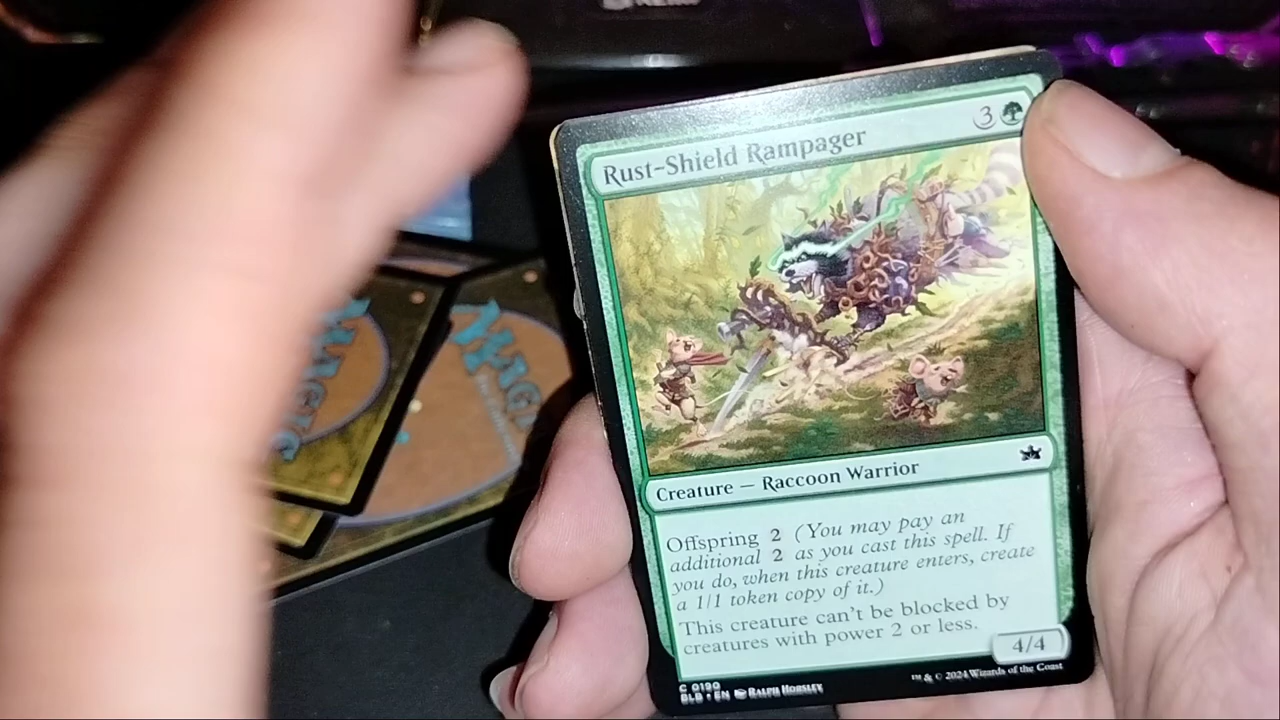 Rust-Shield Rampager
3
Creature — Raccoon Warrior
Offspring 2 (You may pay an
additional 2 as you cast this spell. If
you do, when this creature enters, create
a 1/1 token copy of it.)
This creature can't be blocked by
creatures with power 2 or less.
4/4
C 0190
BLB • EN RALPH HORSLEY
™ & © 2024 Wizards of the Coast
MAGIC
MAGIC